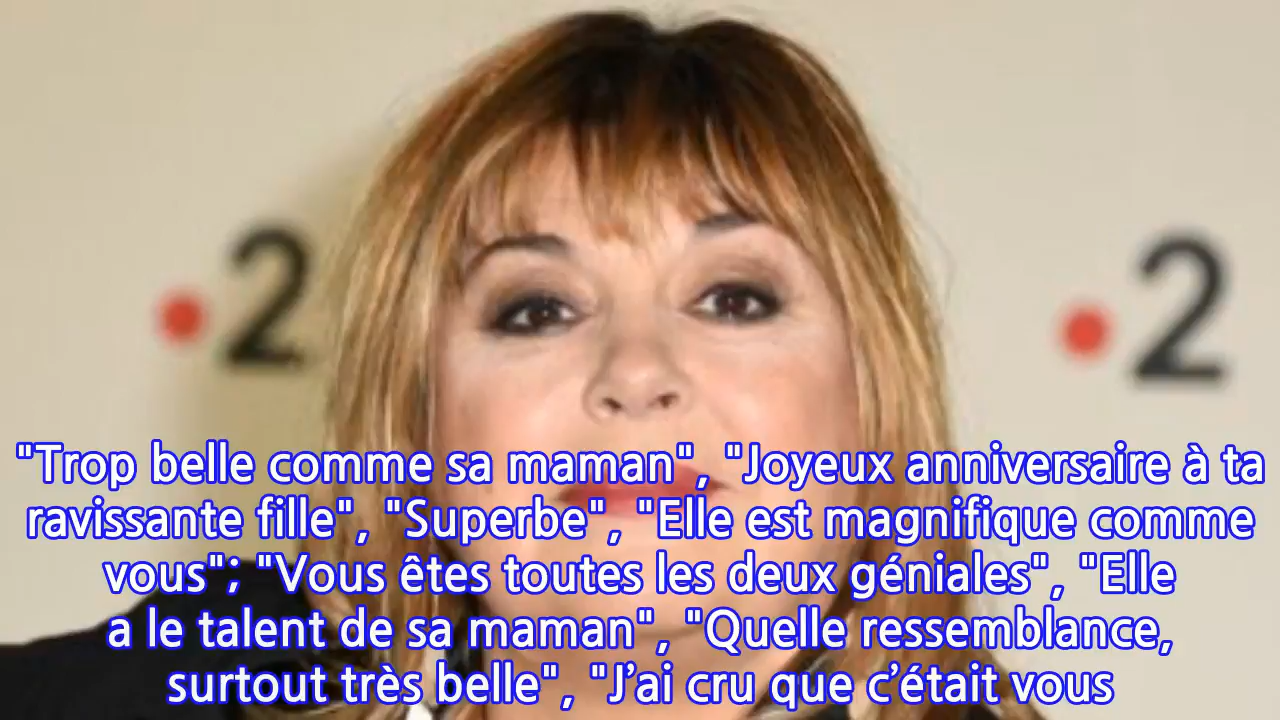 2
2
"Trop belle comme sa maman", "Joyeux anniversaire à ta
ravissante fille", "Superbe", "Elle est magnifique comme
vous"; "Vous êtes toutes les deux géniales", "Elle
a le talent de sa maman", "Quelle ressemblance,
surtout très belle", "J’ai cru que c’était vous